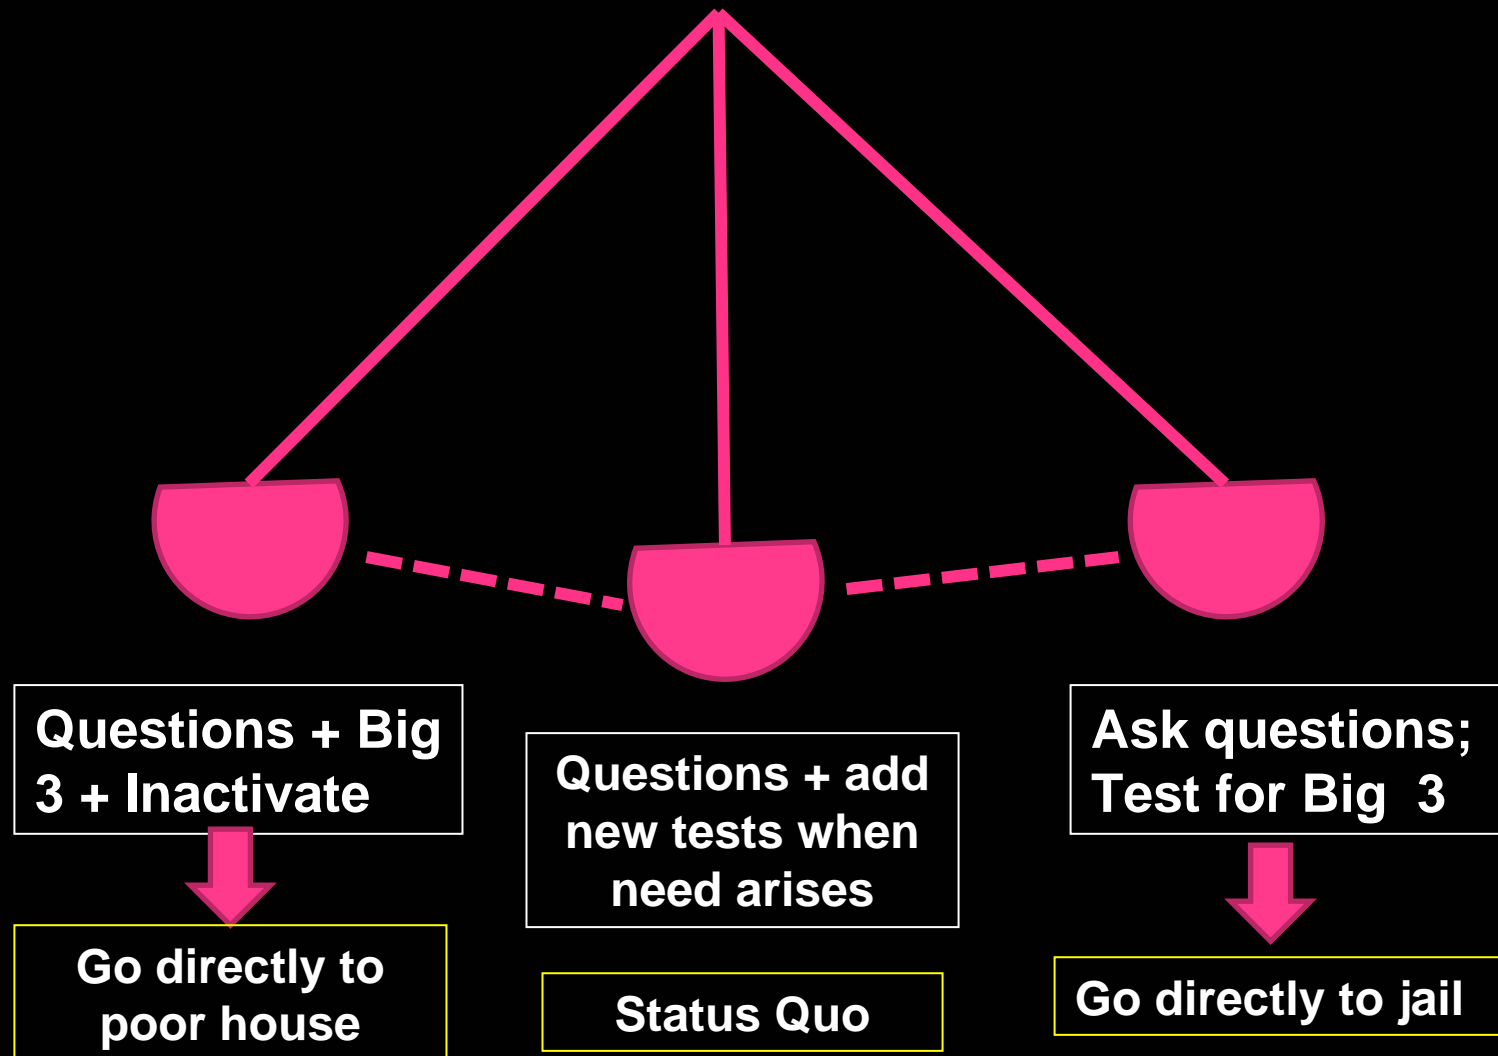 Questions + Big
3 + Inactivate
Go directly to
poor house
Questions + add
new tests when
need arises
Status Quo
Ask questions;
Test for Big 3
Go directly to jail